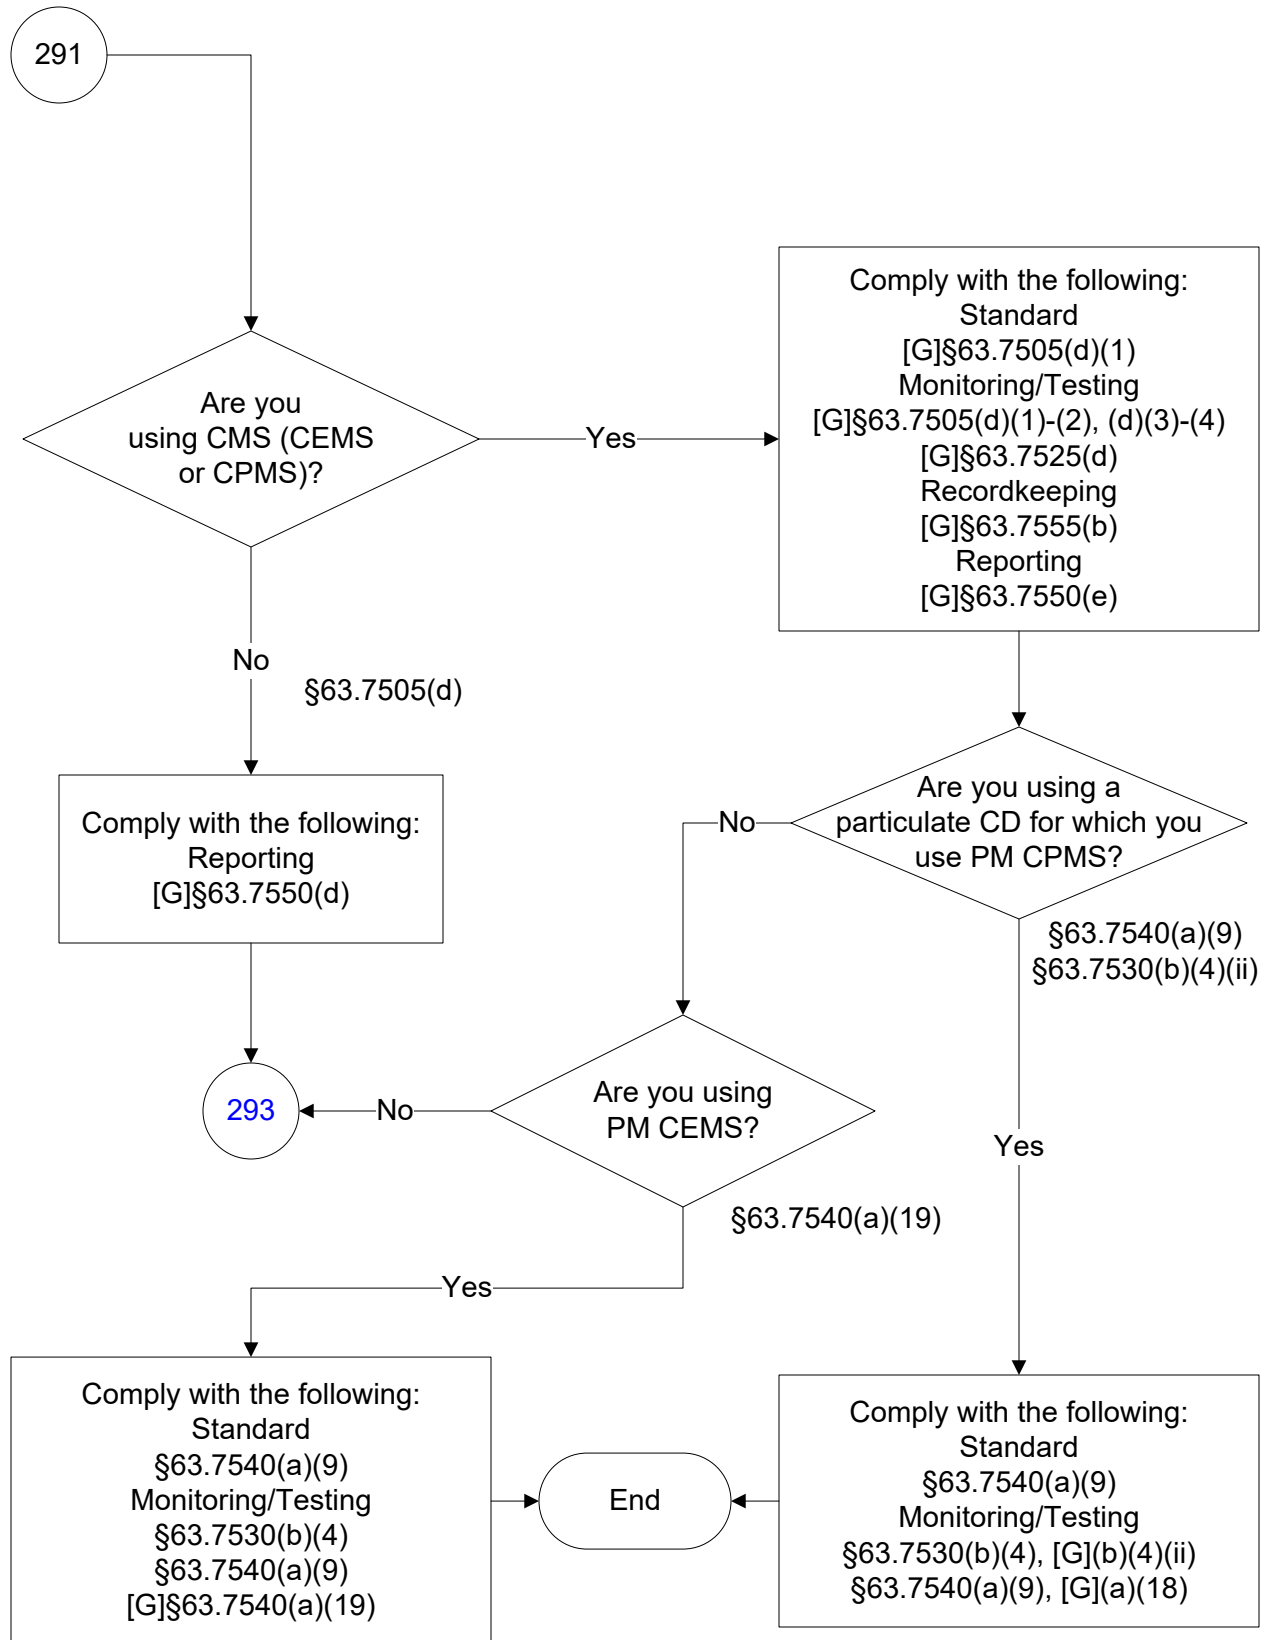 291
Are you
using CMS (CEMS
or CPMS)?
Yes
Comply with the following:
Standard
[G]§63.7505(d)(1)
Monitoring/Testing
[G]§63.7505(d)(1)-(2), (d)(3)-(4)
[G]§63.7525(d)
Recordkeeping
[G]§63.7555(b)
Reporting
[G]§63.7550(e)
No
§63.7505(d)
Comply with the following:
Reporting
[G]§63.7550(d)
Are you using a
particulate CD for which you
use PM CPMS?
No
§63.7540(a)(9)
§63.7530(b)(4)(ii)
Are you using
PM CEMS?
No
293
Yes
§63.7540(a)(19)
Yes
Comply with the following:
Standard
§63.7540(a)(9)
Monitoring/Testing
§63.7530(b)(4)
§63.7540(a)(9)
[G]§63.7540(a)(19)
End
Comply with the following:
Standard
§63.7540(a)(9)
Monitoring/Testing
§63.7530(b)(4), [G](b)(4)(ii)
§63.7540(a)(9), [G](a)(18)